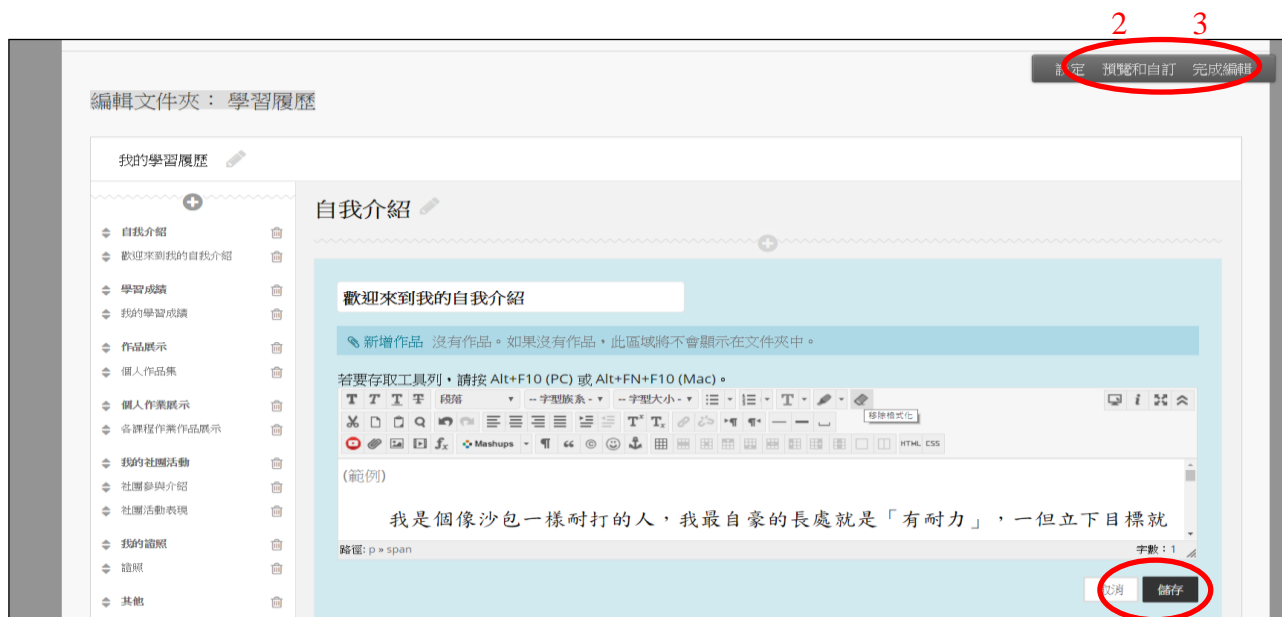 2 3
設定 預覽和自訂 完成編輯
編輯文件夾： 學習履歷
我的學習履歷
自我介紹
歡迎來到我的自我介紹
學習成績
我的學習成績
作品展示
個人作品集
個人作業展示
各課程作業作品展示
我的社團活動
社團參與介紹
社團活動表現
我的證照
證照
其他
自我介紹
歡迎來到我的自我介紹
新增作品 沒有作品。如果沒有作品，此區域將不會顯示在文件夾中。
若要存取工具列，請按 Alt+F10 (PC) 或 Alt+FN+F10 (Mac)。
T T T T 段落 -- 字型族系 - -- 字型大小 - T
移除格式化
Tx Tx
fx Mashups HTML CSS
(範例)
我是個像沙包一樣耐打的人，我最自豪的長處就是「有耐力」，一但立下目標就
路徑: p » span 字數：1
取消 儲存